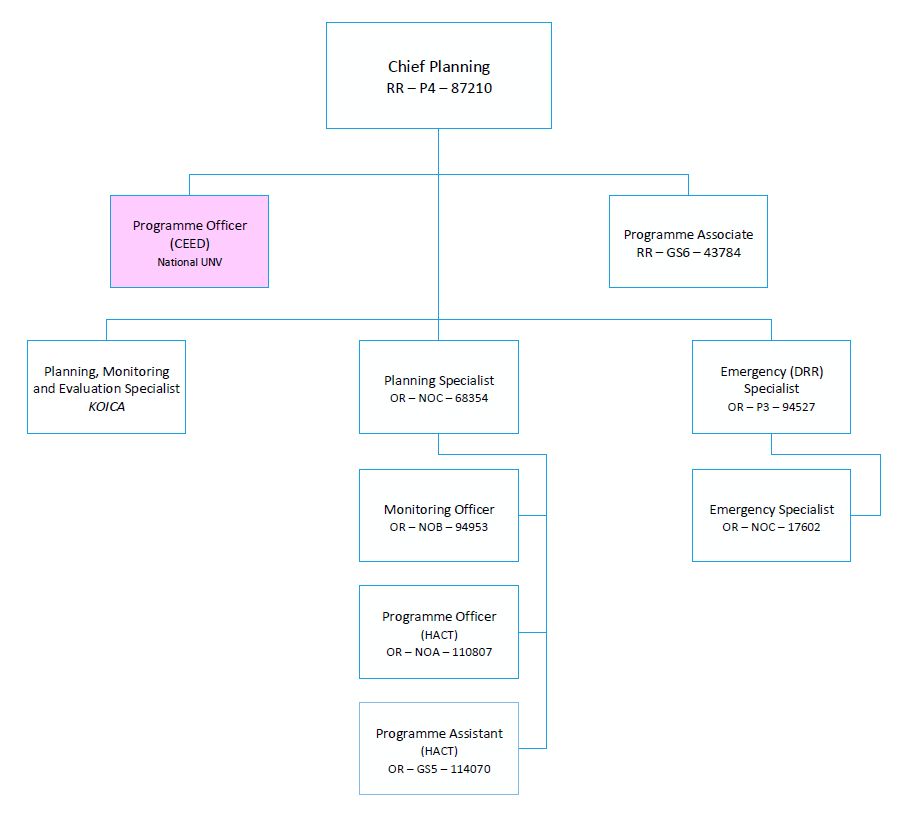 Chief Planning
RR – P4 – 87210
Programme Officer
(CEED)
National UNV
Programme Associate
RR – GS6 – 43784
Planning, Monitoring
and Evaluation Specialist
KOICA
Planning Specialist
OR – NOC – 68354
Emergency (DRR)
Specialist
OR – P3 – 94527
Monitoring Officer
OR – NOB – 94953
Emergency Specialist
OR – NOC – 17602
Programme Officer
(HACT)
OR – NOA – 110807
Programme Assistant
(HACT)
OR – GS5 – 114070